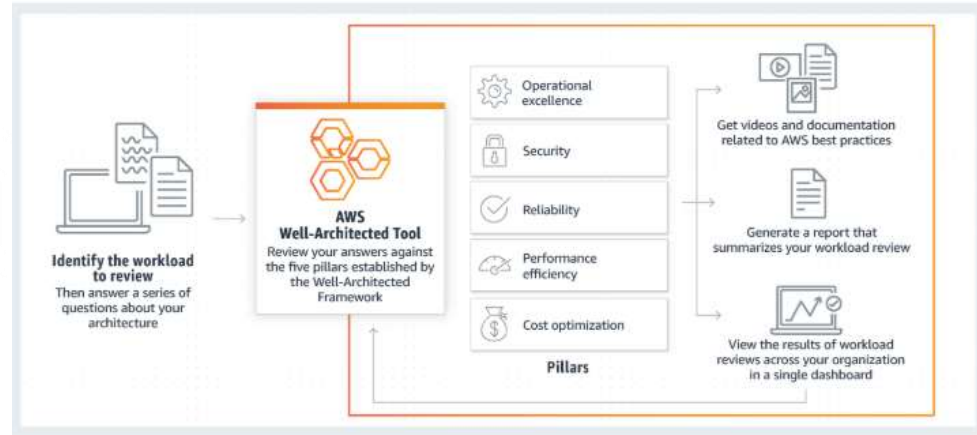 Identify the workload
to review
Then answer a series of
questions about your
architecture
AWS
Well-Architected Tool
Review your answers against
the five pillars established by
the Well-Architected
Framework
Operational
excellence
Security
Reliability
Performance
efficiency
$
Cost optimization
Pillars
Get videos and documentation
related to AWS best practices
Generate a report that
summarizes your workload review
View the results of workload
reviews across your organization
in a single dashboard